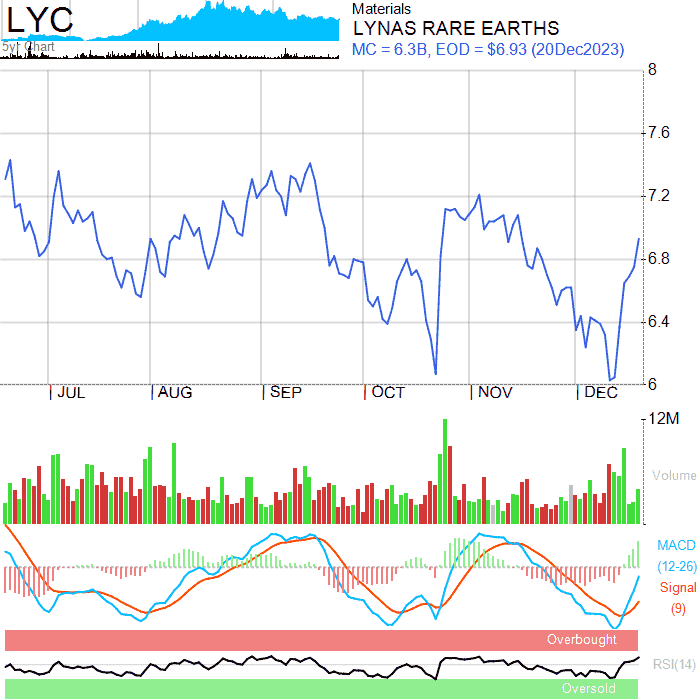 LYC
5yr Chart
Materials
LYNAS RARE EARTHS
MC = 6.3B, EOD = $6.93 (20Dec2023)
8
7.6
7.2
6.8
6.4
6
JUL AUG SEP OCT NOV DEC
12M
Volume
MACD
(12-26)
Signal
(9)
Overbought
RSI(14)
Oversold